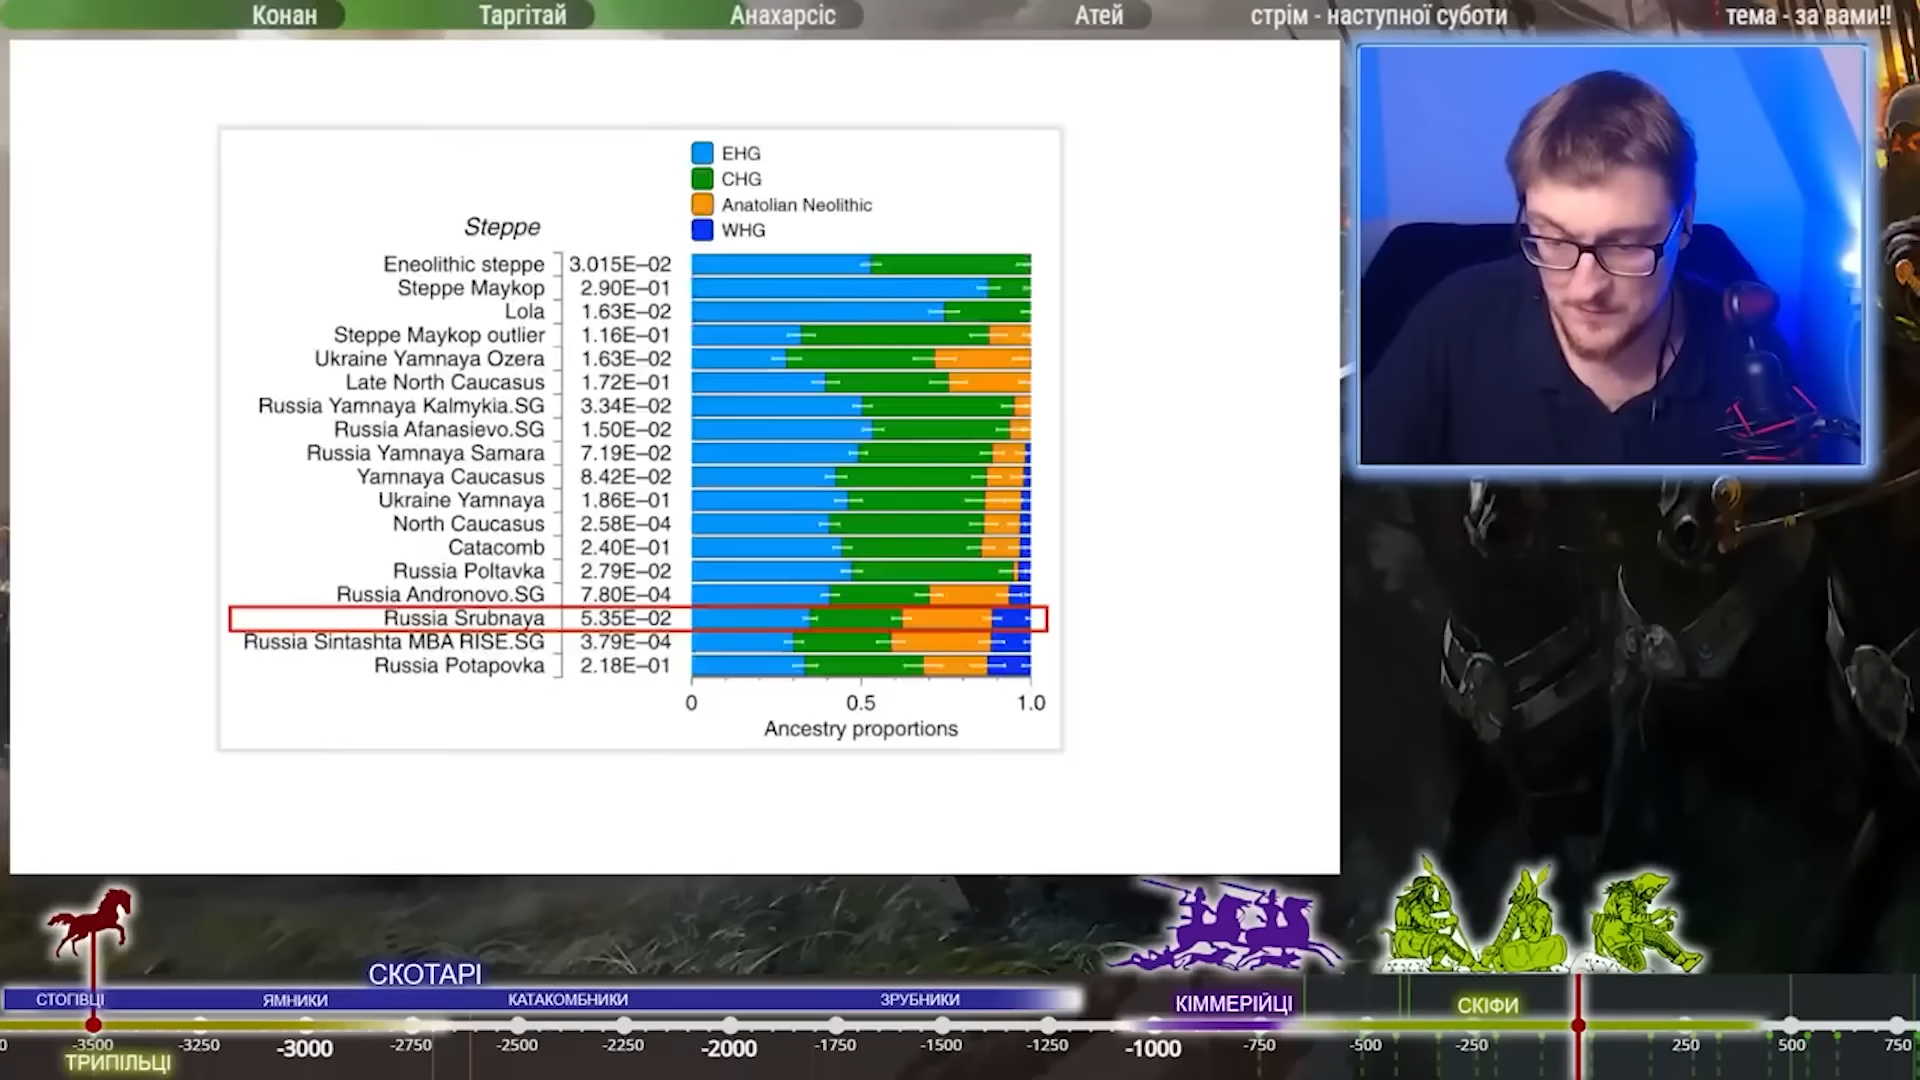 Конан Таргітай Анахарсіс Атей стрім - наступної суботи тема - за вами!!
EHG
CHG
Anatolian Neolithic
WHG
Steppe
Eneolithic steppe 3.015E–02
Steppe Maykop 2.90E–01
Lola 1.63E–02
Steppe Maykop outlier 1.16E–01
Ukraine Yamnaya Ozera 1.63E–02
Late North Caucasus 1.72E–01
Russia Yamnaya Kalmykia.SG 3.34E–02
Russia Afanasievo.SG 1.50E–02
Russia Yamnaya Samara 7.19E–02
Yamnaya Caucasus 8.42E–02
Ukraine Yamnaya 1.86E–01
North Caucasus 2.58E–04
Catacomb 2.40E–01
Russia Poltavka 2.79E–02
Russia Andronovo.SG 7.80E–04
Russia Srubnaya 5.35E–02
Russia Sintashta MBA RISE.SG 3.79E–04
Russia Potapovka 2.18E–01
0 0.5 1.0
Ancestry proportions
СКОТАРІ
СТОГІВЦІ ЯМНИКИ КАТАКОМБНИКИ ЗРУБНИКИ КІММЕРІЙЦІ СКІФИ
0 -3500 -3250 -3000 -2750 -2500 -2250 -2000 -1750 -1500 -1250 -1000 -750 -500 -250 250 500 750
ТРИПІЛЬЦІ